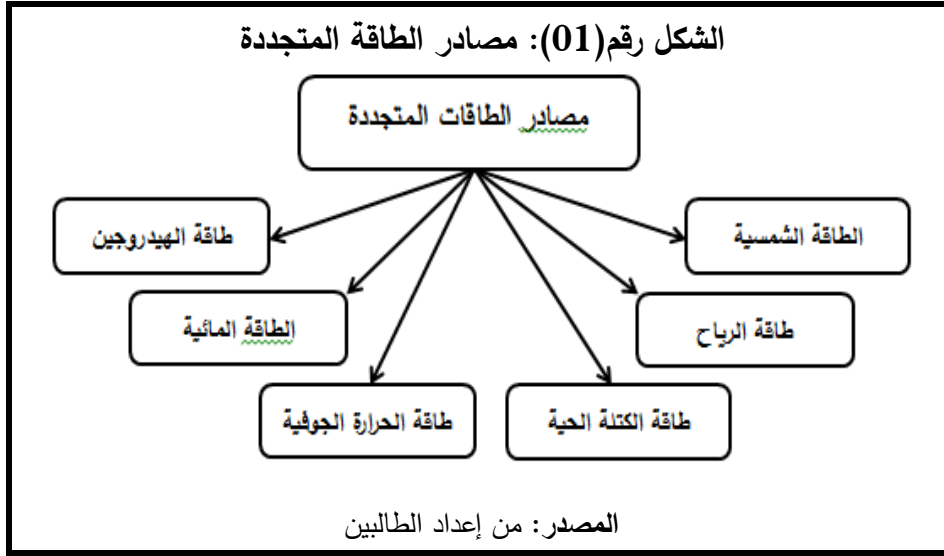 الشكل رقم(01): مصادر الطاقة المتجددة
مصادر الطاقات المتجددة
الطاقة الشمسية
طاقة الهيدروجين
طاقة الرياح
الطاقة المائية
طاقة الكتلة الحية
طاقة الحرارة الجوفية
المصدر: من إعداد الطالبين